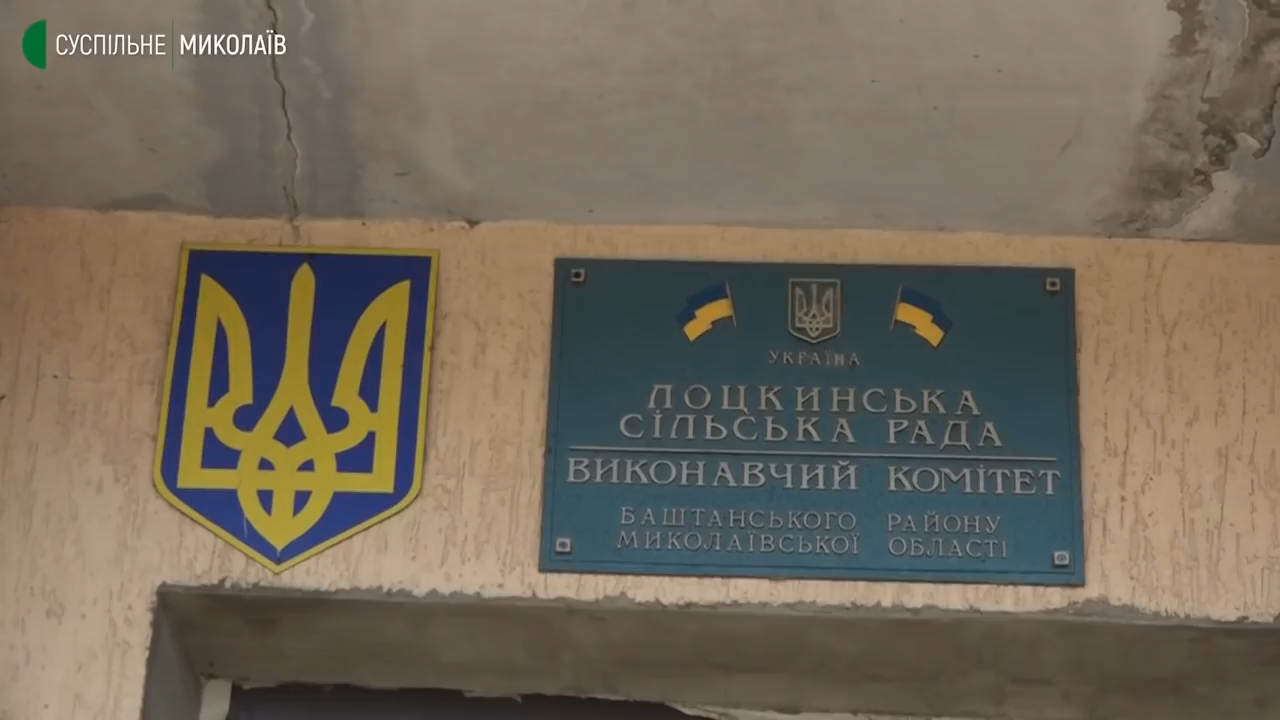 СУСПІЛЬНЕ МИКОЛАЇВ
УКРАЇНА
ЛОЦКИНСЬКА
СІЛЬСЬКА РАДА
ВИКОНАВЧИЙ КОМІТЕТ
БАШТАНСЬКОГО РАЙОНУ
МИКОЛАЇВСЬКОЇ ОБЛАСТІ